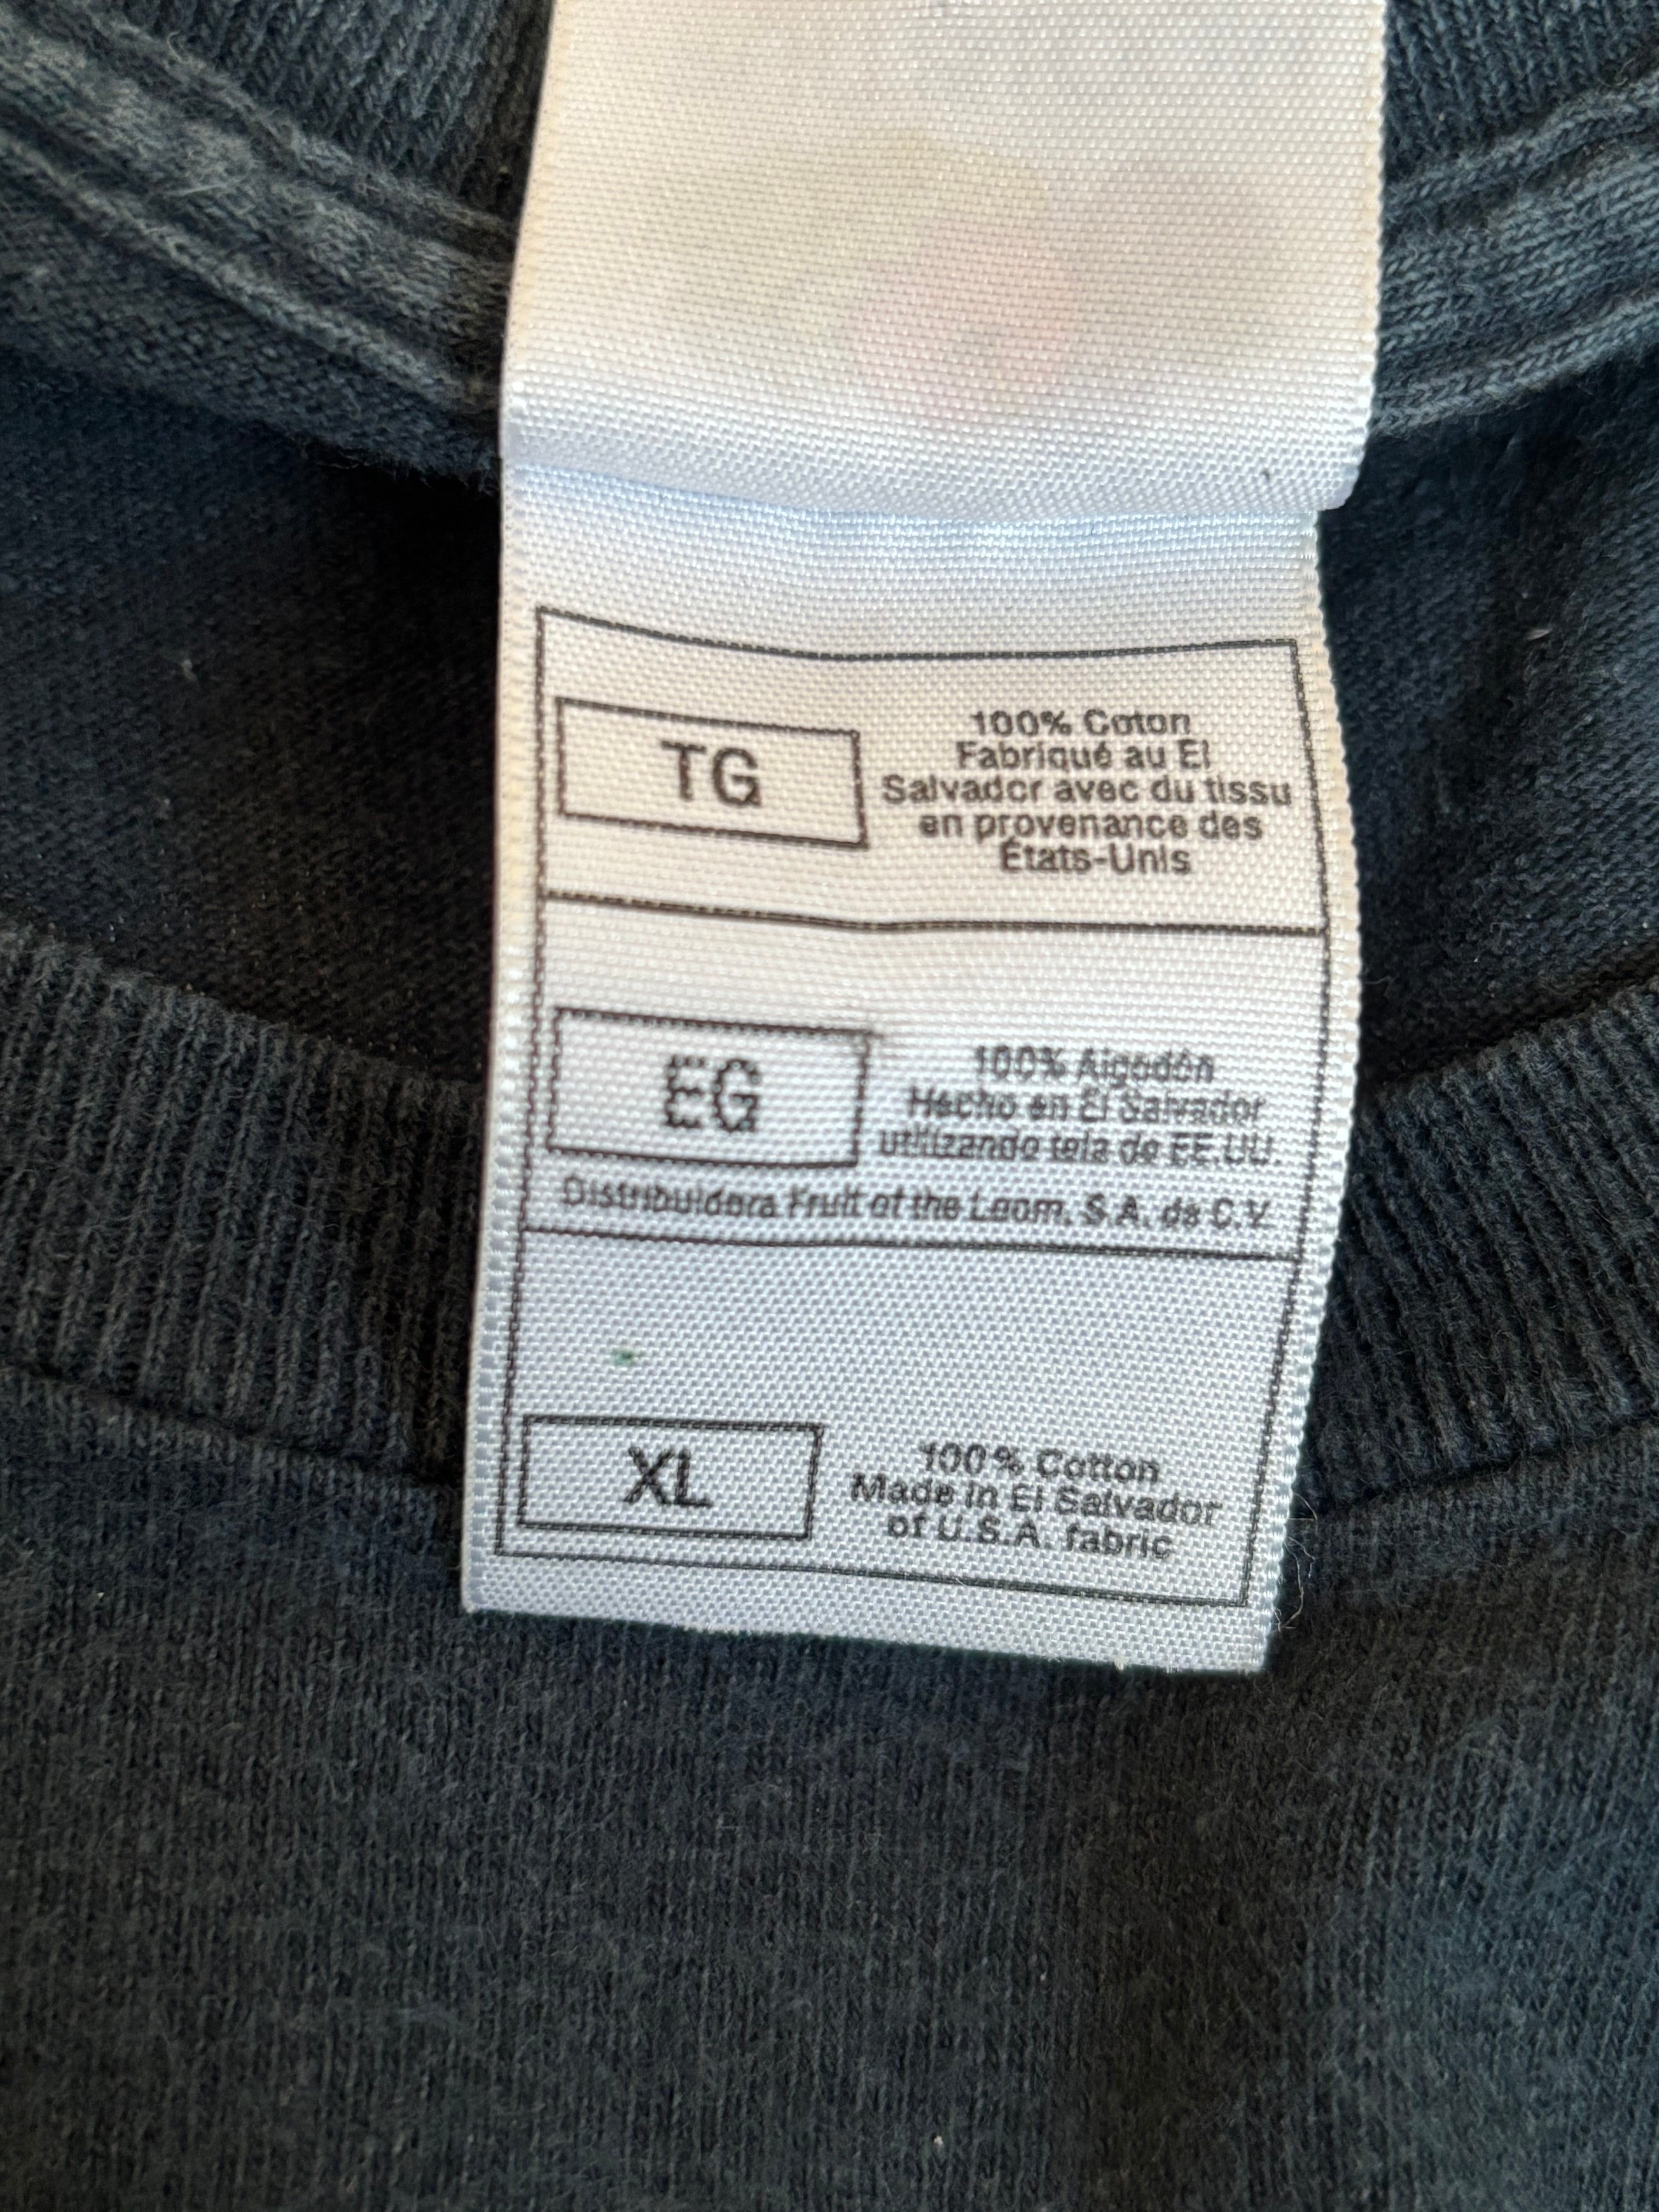 TG
100% Coton
Fabriqué au El
Salvador avec du tissu
en provenance des
États-Unis
EG
100% Algodón
Hecho en El Salvador
utilizando tela de EE.UU.
Distribuidora Fruit of the Loom, S.A. de C.V.
XL
100% Cotton
Made in El Salvador
of U.S.A. fabric